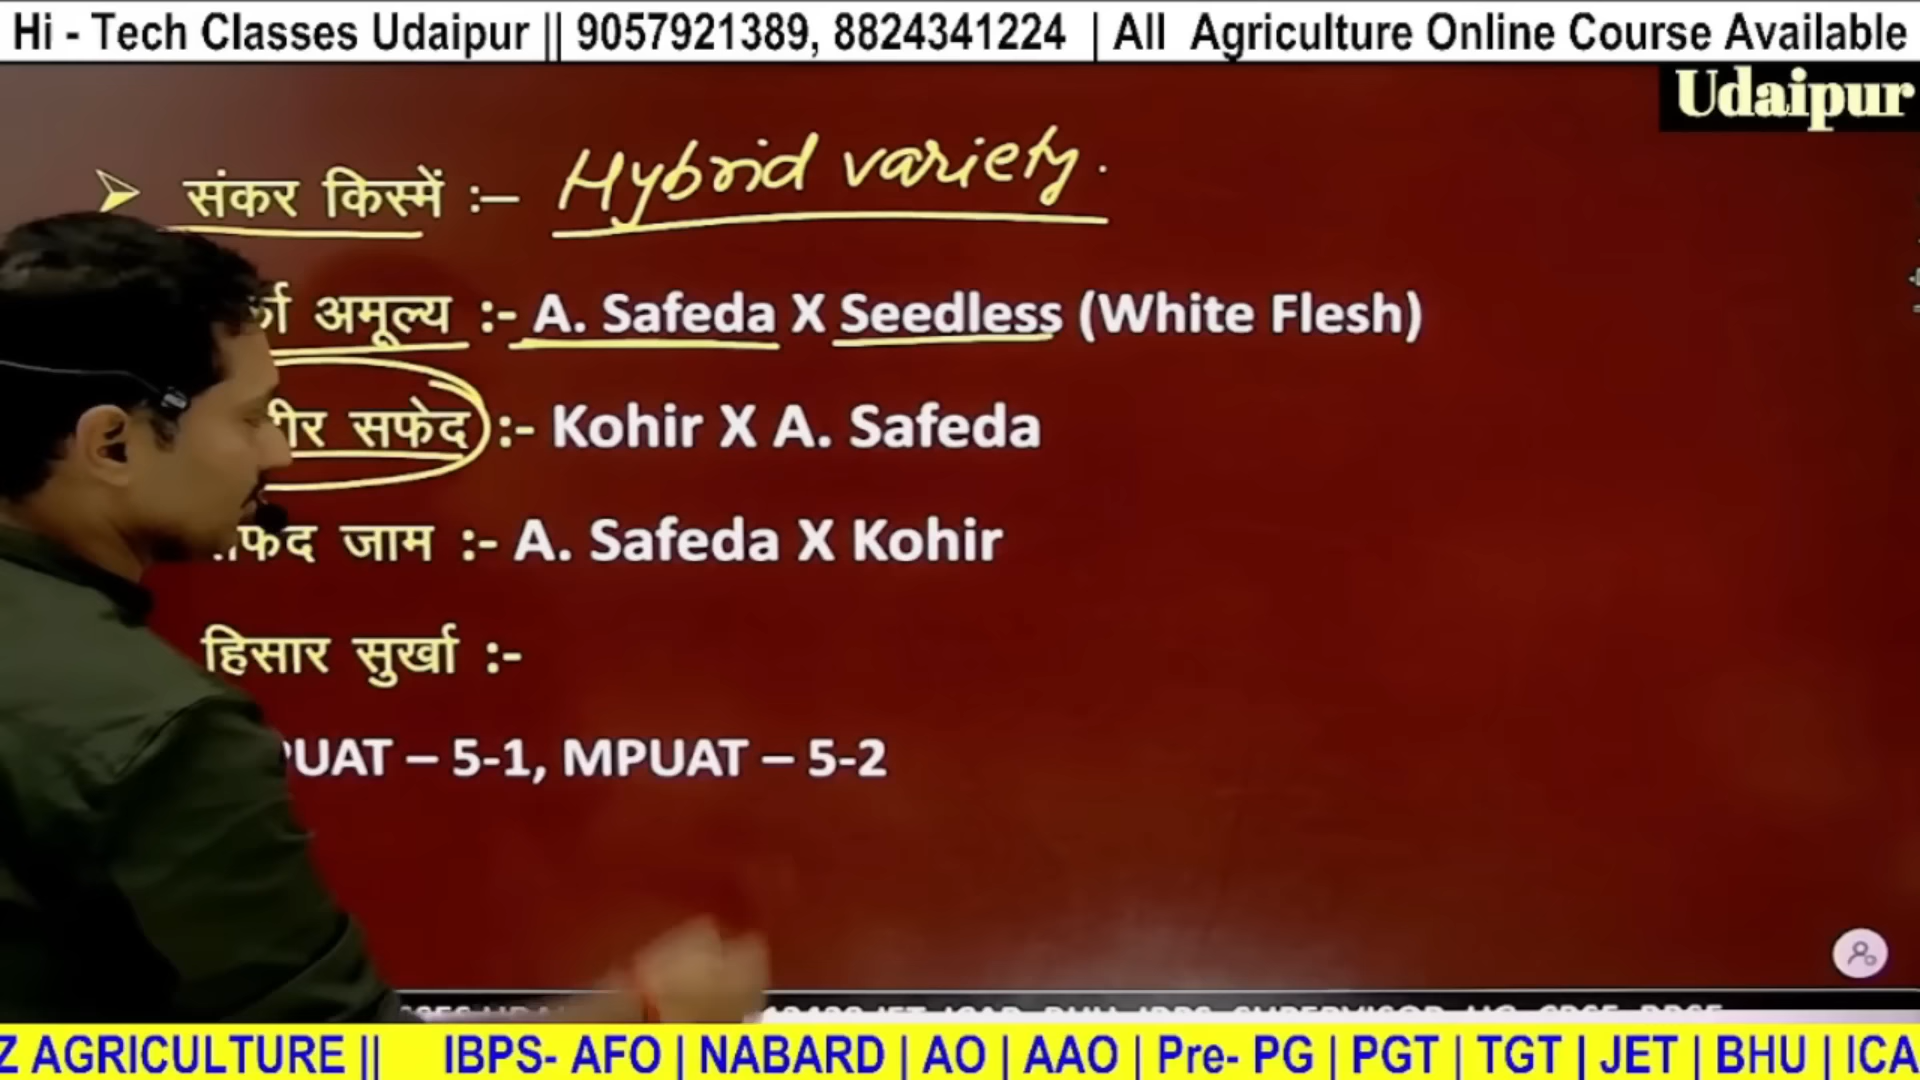 Hi - Tech Classes Udaipur || 9057921389, 8824341224 | All Agriculture Online Course Available
Udaipur
➤ संकर किस्में :– Hybrid variety.
अमूल्य :- A. Safeda X Seedless (White Flesh)
सफेद :- Kohir X A. Safeda
जाम :- A. Safeda X Kohir
हिसार सुर्खा :-
– 5-1, MPUAT – 5-2
Z AGRICULTURE || IBPS- AFO | NABARD | AO | AAO | Pre- PG | PGT | TGT | JET | BHU | ICA